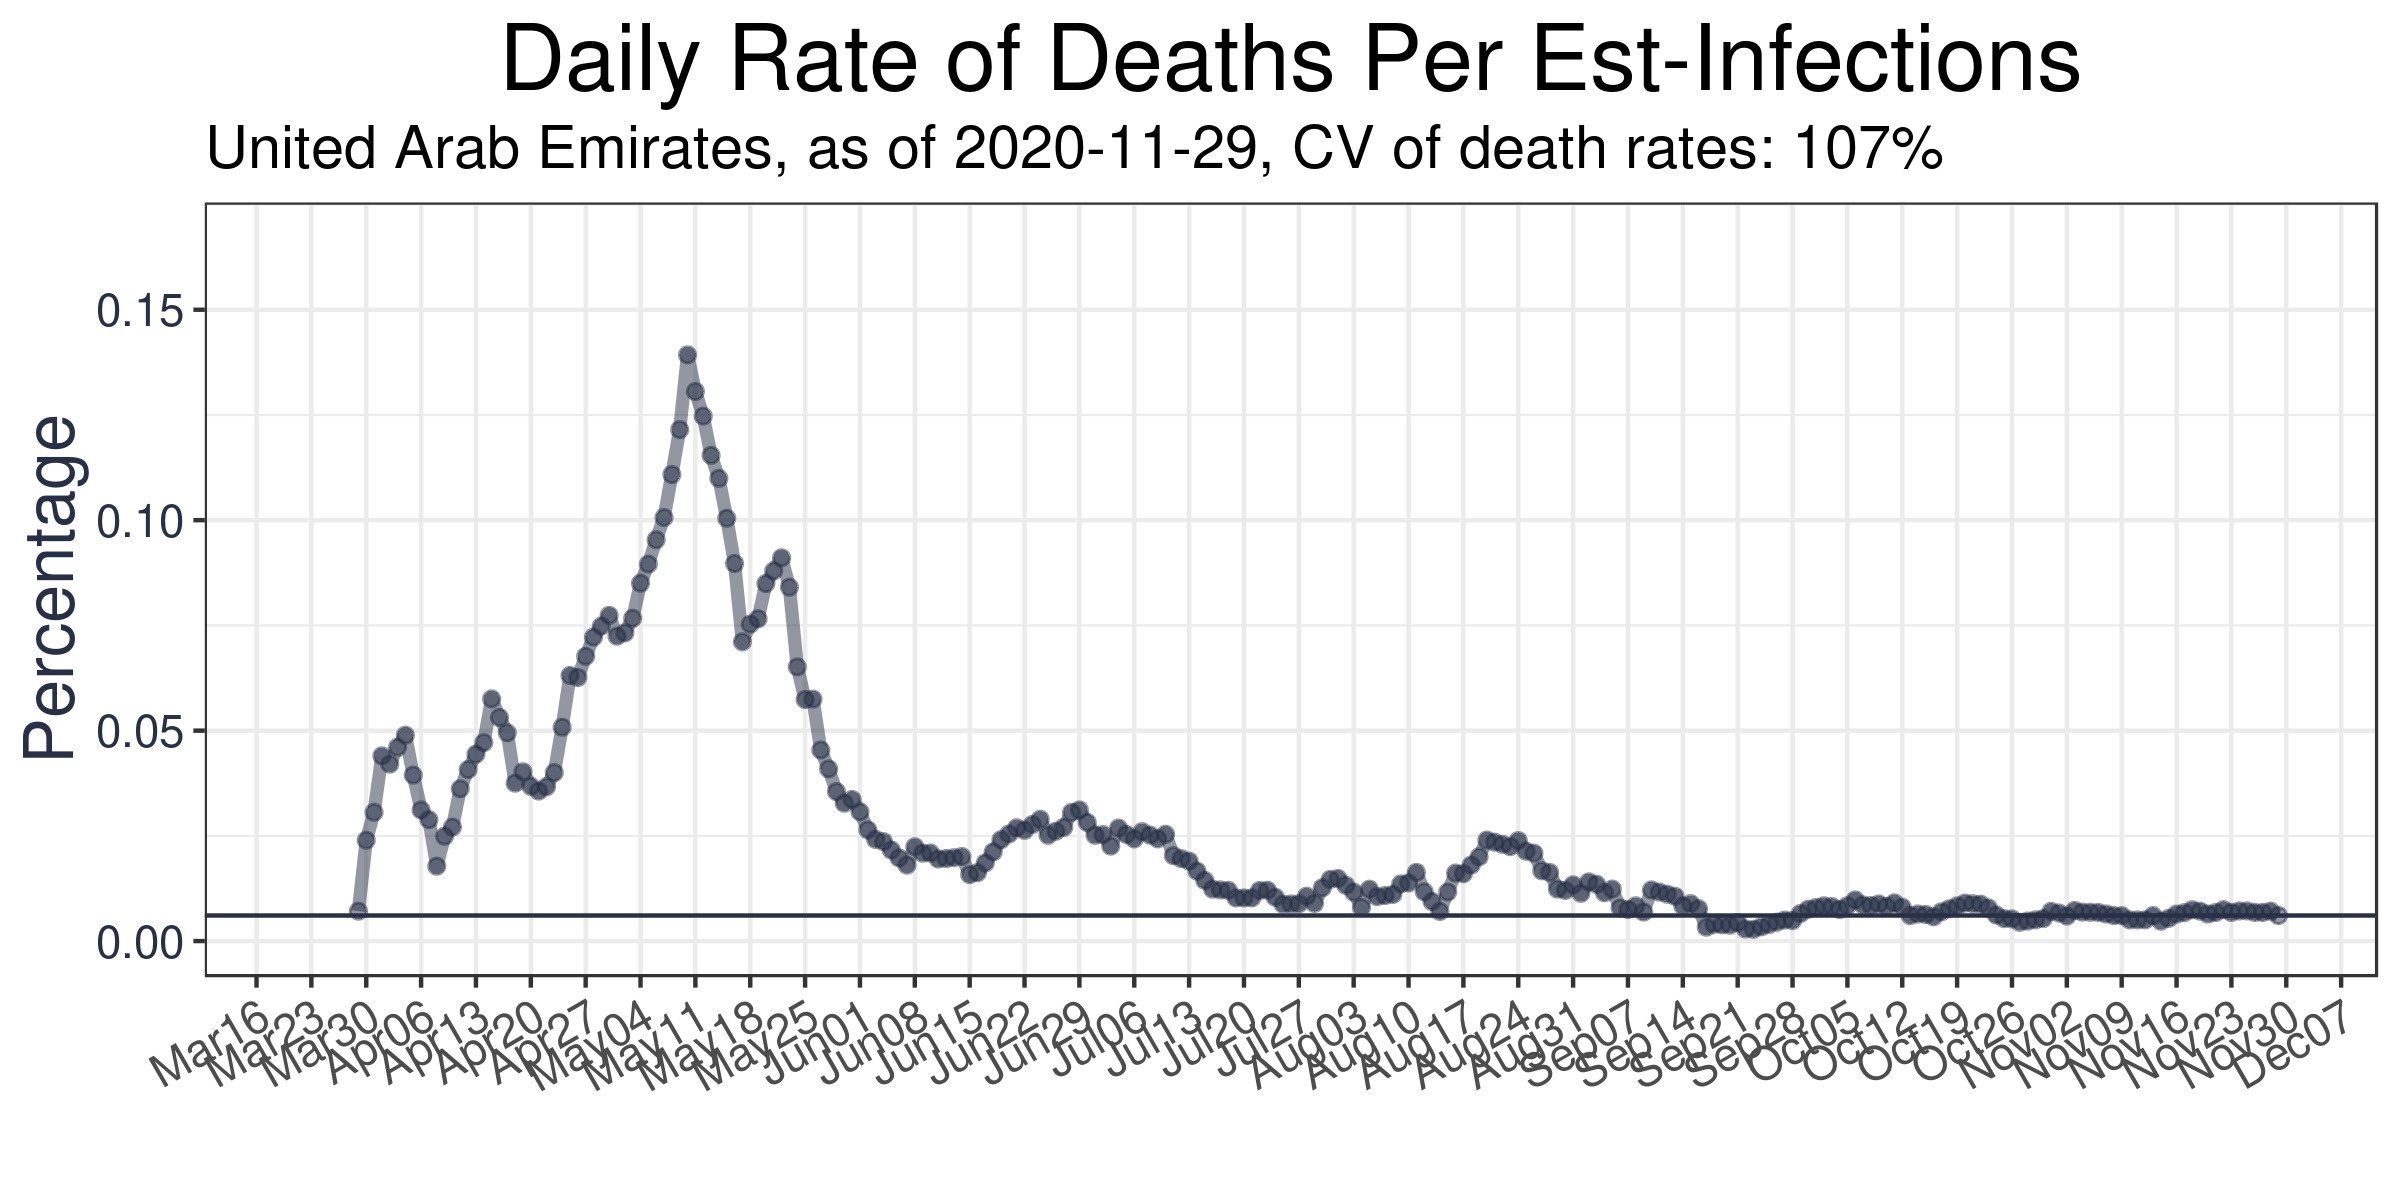 Daily Rate of Deaths Per Est-Infections
United Arab Emirates, as of 2020-11-29, CV of death rates: 107%
Percentage
0.15
0.10
0.05
0.00
Mar16 Mar23 Mar30 Apr06 Apr13 Apr20 Apr27 May04 May11 May18 May25 Jun01 Jun08 Jun15 Jun22 Jun29 Jul06 Jul13 Jul20 Jul27 Aug03 Aug10 Aug17 Aug24 Aug31 Sep07 Sep14 Sep21 Sep28 Oct05 Oct12 Oct19 Oct26 Nov02 Nov09 Nov16 Nov23 Nov30 Dec07